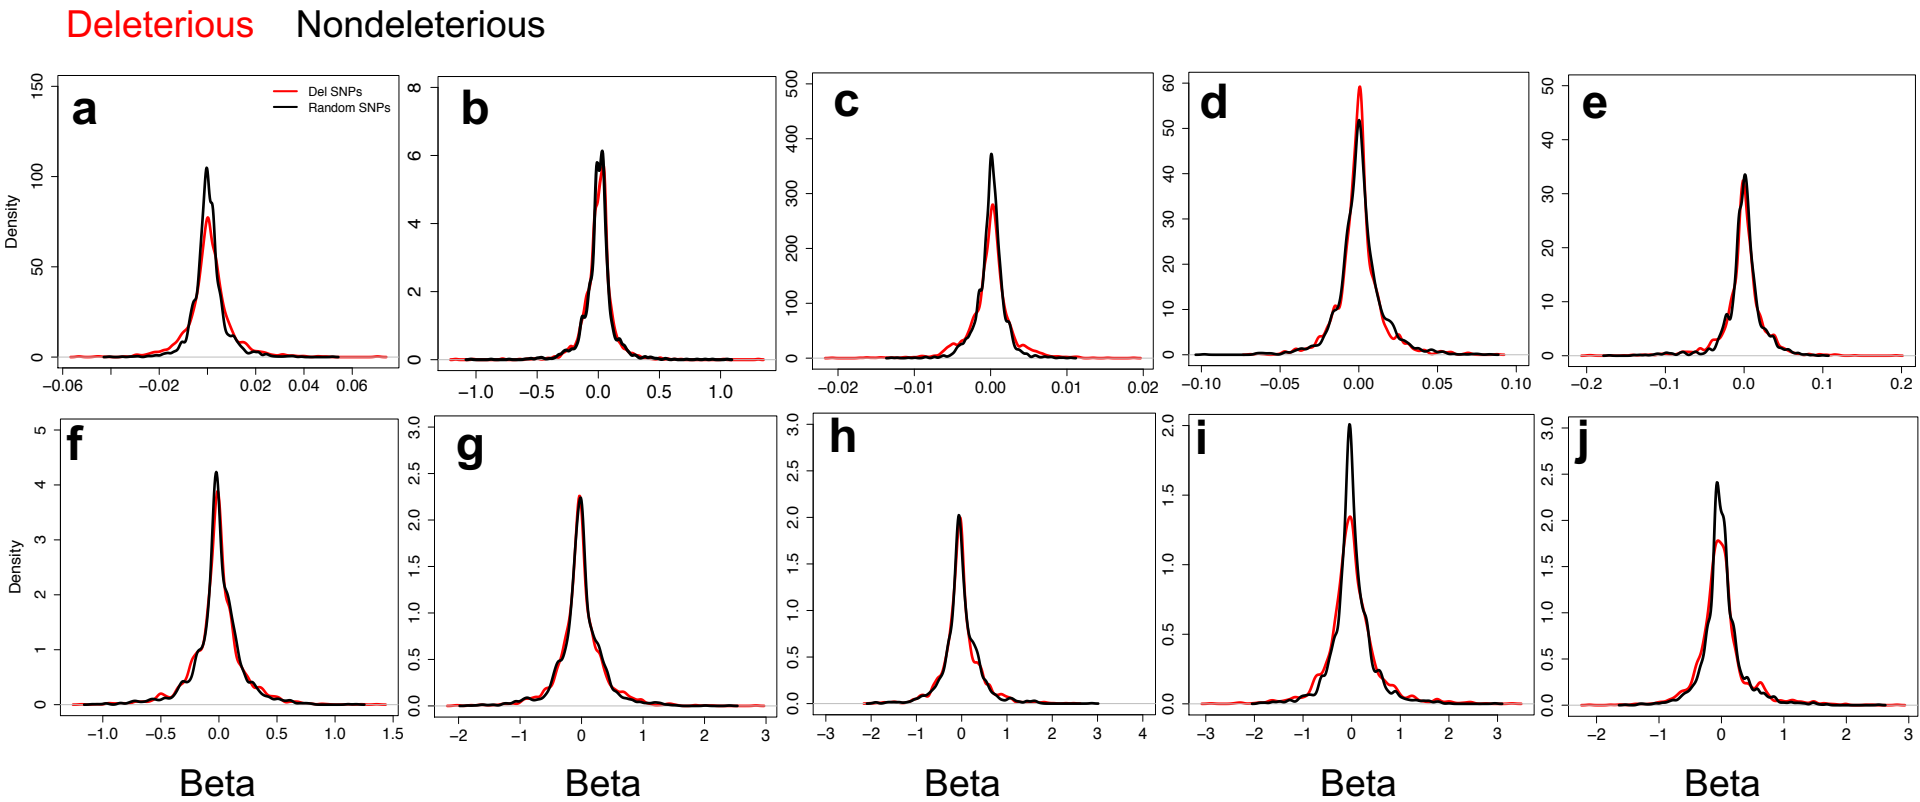 Deleterious Nondeleterious
a
Del SNPs
Random SNPs
Density
0 50 100 150
−0.06 −0.02 0.02 0.06
b
0 2 4 6 8
−1.0 −0.5 0.0 0.5 1.0
c
0 100 200 300 400 500
−0.02 −0.01 0.00 0.01 0.02
d
0 10 20 30 40 50 60
−0.10 −0.05 0.00 0.05 0.10
e
0 10 20 30 40 50
−0.2 −0.1 0.0 0.1 0.2
f
Density
0 1 2 3 4 5
−1.0 −0.5 0.0 0.5 1.0 1.5
Beta
g
0.0 0.5 1.0 1.5 2.0 2.5 3.0
−2 −1 0 1 2 3
Beta
h
0.0 0.5 1.0 1.5 2.0 2.5 3.0
−3 −2 −1 0 1 2 3 4
Beta
i
0.0 0.5 1.0 1.5 2.0
−3 −2 −1 0 1 2 3
Beta
j
0.0 0.5 1.0 1.5 2.0 2.5 3.0
−2 −1 0 1 2 3
Beta